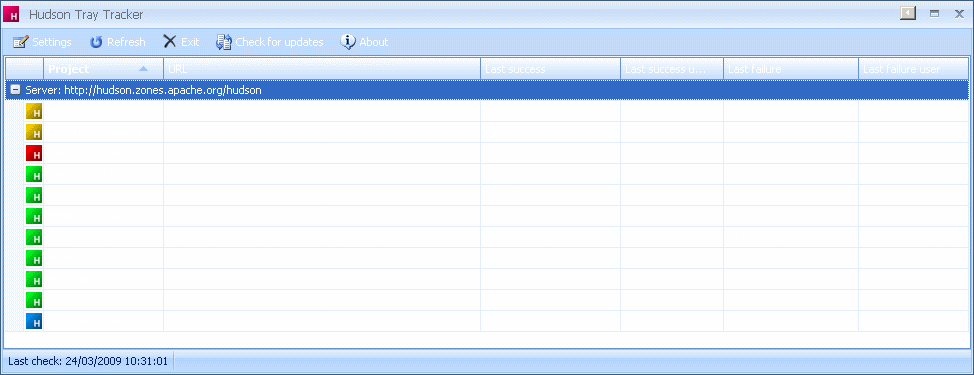 Hudson Tray Tracker
Settings Refresh Exit Check for updates About
Project URL Last success Last success u... Last failure Last failure user
Server: http://hudson.zones.apache.org/hudson
H
H
H
H
H
H
H
H
H
H
H
Last check: 24/03/2009 10:31:01